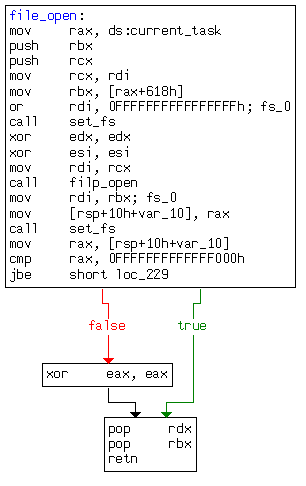 file_open:
mov rax, ds:current_task
push rbx
push rcx
mov rcx, rdi
mov rbx, [rax+618h]
or rdi, 0FFFFFFFFFFFFFFFFh; fs_0
call set_fs
xor edx, edx
xor esi, esi
mov rdi, rcx
call filp_open
mov rdi, rbx; fs_0
mov [rsp+10h+var_10], rax
call set_fs
mov rax, [rsp+10h+var_10]
cmp rax, 0FFFFFFFFFFFFF000h
jbe short loc_229
false
true
xor eax, eax
pop rdx
pop rbx
retn